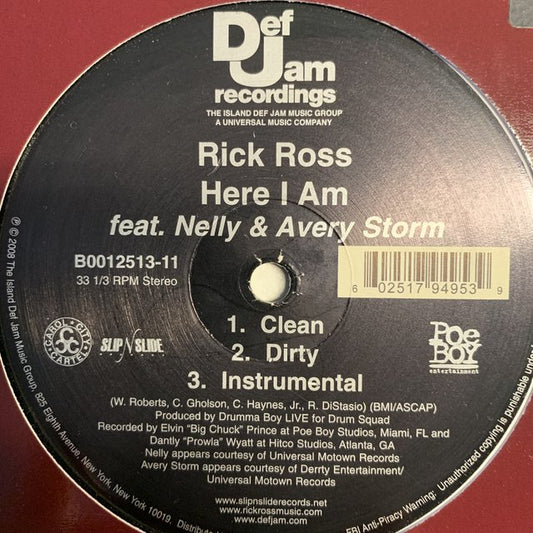 Def
Jam
recordings
THE ISLAND DEF JAM MUSIC GROUP
A UNIVERSAL MUSIC COMPANY
Rick Ross
Here I Am
feat. Nelly & Avery Storm
B0012513-11
33 1/3 RPM Stereo
6 02517 94953 9
1. Clean
2. Dirty
3. Instrumental
CAROL CITY
CARTEL
SLIP N SLIDE
Poe
BOY
entertainment
(W. Roberts, C. Gholson, C. Haynes, Jr., R. DiStasio) (BMI/ASCAP)
Produced by Drumma Boy LIVE for Drum Squad
Recorded by Elvin "Big Chuck" Prince at Poe Boy Studios, Miami, FL and
Dantly "Prowla" Wyatt at Hitco Studios, Atlanta, GA
Nelly appears courtesy of Universal Motown Records
Avery Storm appears courtesy of Derrty Entertainment/
Universal Motown Records
www.slipnsliderecords.net
www.rickrossmusic.com
www.defjam.com
℗ © 2008 The Island Def Jam Music Group, 825 Eighth Avenue, New York, New York 10019.
FBI Anti-Piracy Warning: Unauthorized copying is punishable